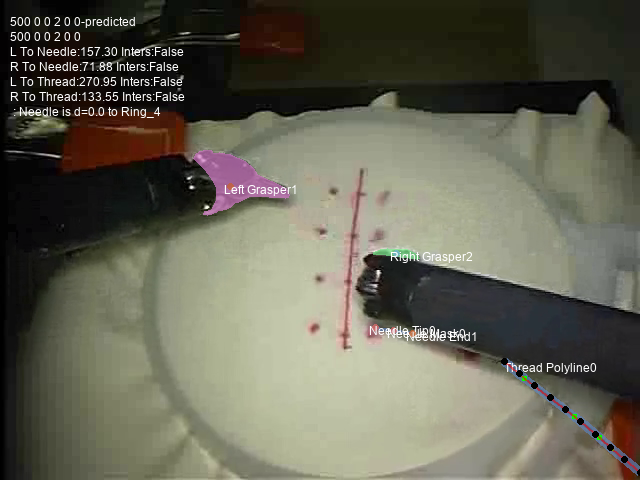 500 0 0 2 0 0-predicted
500 0 0 2 0 0
L To Needle:157.30 Inters:False
R To Needle:71.88 Inters:False
L To Thread:270.95 Inters:False
R To Thread:133.55 Inters:False
: Needle is d=0.0 to Ring_4
Left Grasper1
Right Grasper2
Needle Tip0
Needle Mask0
Needle End1
Thread Polyline0